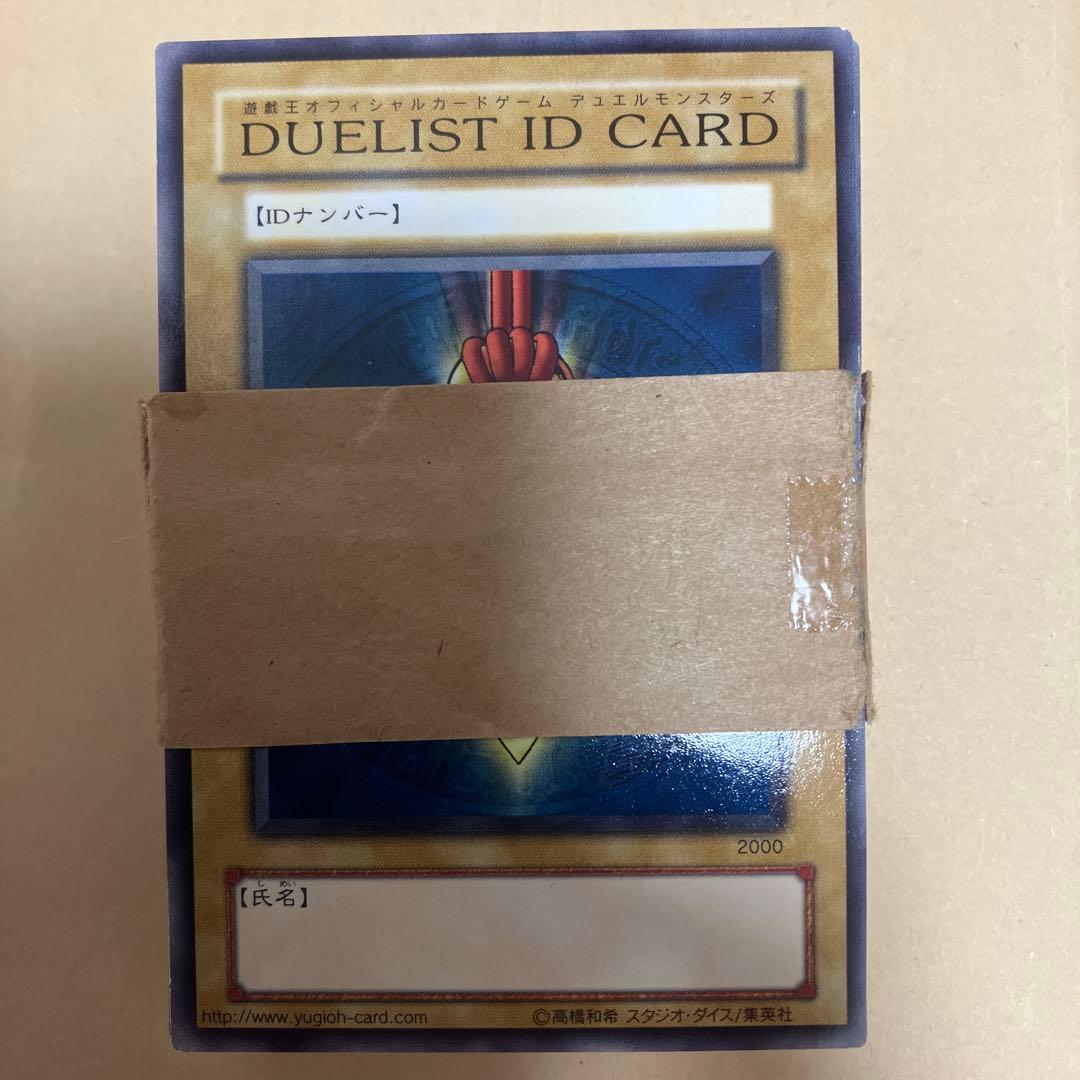 遊戯王オフィシャルカードゲーム デュエルモンスターズ
DUELIST ID CARD
【IDナンバー】
2000
し めい
【氏名】
http://www.yugioh-card.com
©高橋和希 スタジオ・ダイス/集英社